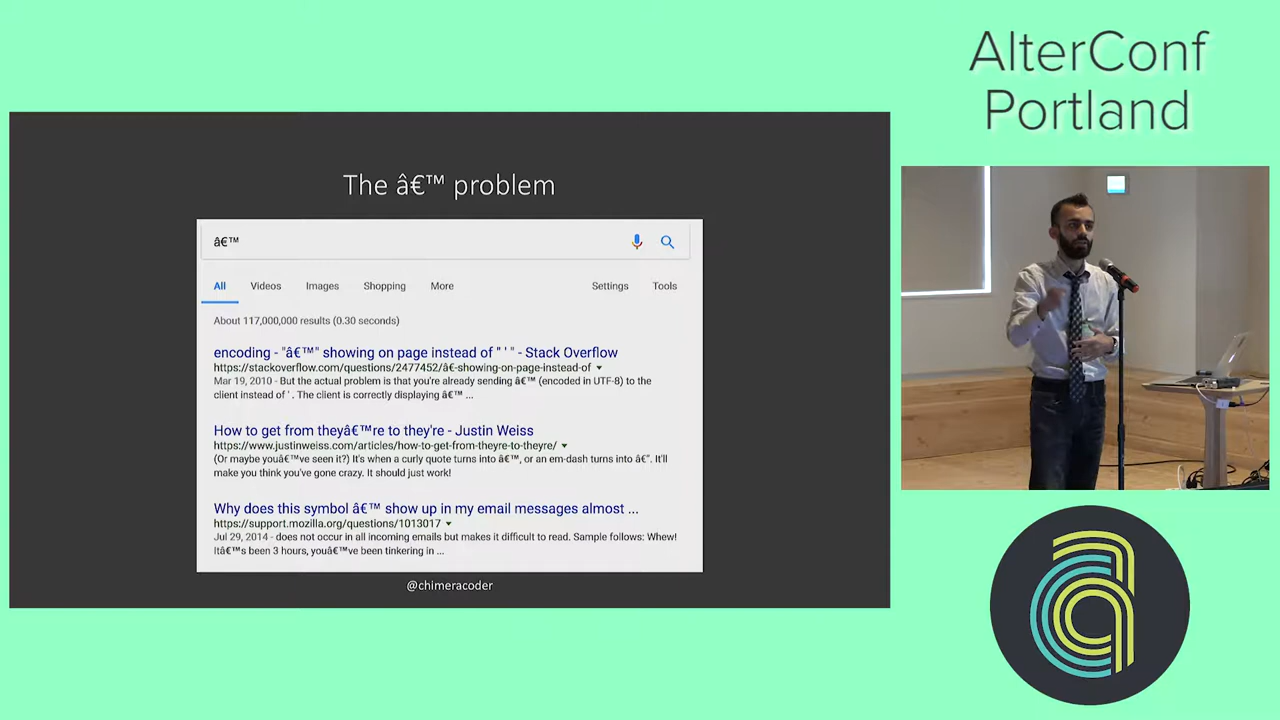 AlterConf
Portland
The â€™ problem
â€™
All Videos Images Shopping More Settings Tools
About 117,000,000 results (0.30 seconds)
encoding - "â€™" showing on page instead of " ' " - Stack Overflow
https://stackoverflow.com/questions/2477452/â€-showing-on-page-instead-of
Mar 19, 2010 - But the actual problem is that you're already sending â€™ (encoded in UTF-8) to the
client instead of ' . The client is correctly displaying â€™ ...
How to get from theyâ€™re to they're - Justin Weiss
https://www.justinweiss.com/articles/how-to-get-from-theyre-to-theyre/
(Or maybe youâ€™ve seen it?) It's when a curly quote turns into â€™, or an em-dash turns into â€". It'll
make you think you've gone crazy. It should just work!
Why does this symbol â€™ show up in my email messages almost ...
https://support.mozilla.org/questions/1013017
Jul 29, 2014 - does not occur in all incoming emails but makes it difficult to read. Sample follows: Whew!
Itâ€™s been 3 hours, youâ€™ve been tinkering in ...
@chimeracoder